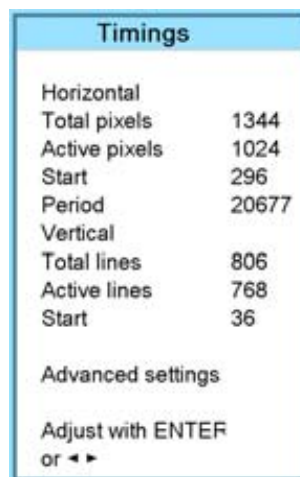 Timings
Horizontal
Total pixels 1344
Active pixels 1024
Start 296
Period 20677
Vertical
Total lines 806
Active lines 768
Start 36
Advanced settings
Adjust with ENTER
or ◄ ►